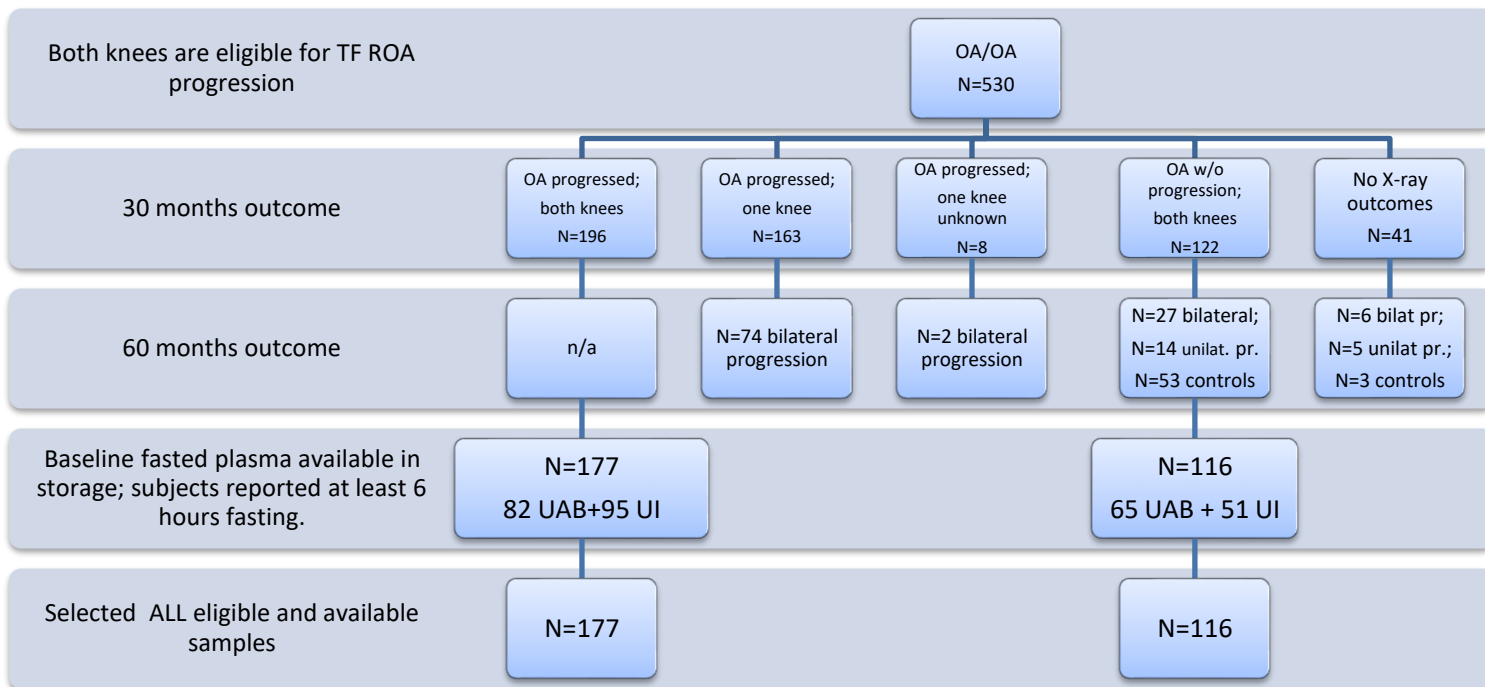 Both knees are eligible for TF ROA
progression
OA/OA
N=530
30 months outcome
OA progressed;
both knees
N=196
OA progressed;
one knee
N=163
OA progressed;
one knee
unknown
N=8
OA w/o
progression;
both knees
N=122
No X-ray
outcomes
N=41
60 months outcome
n/a
N=74 bilateral
progression
N=2 bilateral
progression
N=27 bilateral;
N=14 unilat. pr.
N=53 controls
N=6 bilat pr;
N=5 unilat pr.;
N=3 controls
Baseline fasted plasma available in
storage; subjects reported at least 6
hours fasting.
N=177
82 UAB+95 UI
N=116
65 UAB + 51 UI
Selected ALL eligible and available
samples
N=177
N=116